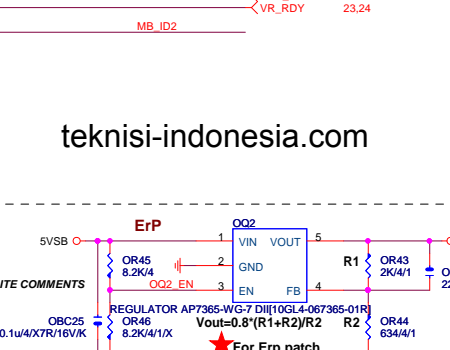 VR_RDY 23,24
MB_ID2
teknisi-indonesia.com
ErP
OQ2
5VSB
1 VIN VOUT 5
OR45
8.2K/4
2 GND
R1 OR43
2K/4/1
ITE COMMENTS
OQ2_EN 3 EN FB 4
REGULATOR AP7365-WG-7 DII[10GL4-067365-01R]
OBC25
0.1u/4/X7R/16V/K
OR46
8.2K/4/1/X
Vout=0.8*(R1+R2)/R2
R2 OR44
634/4/1
For Erp patch